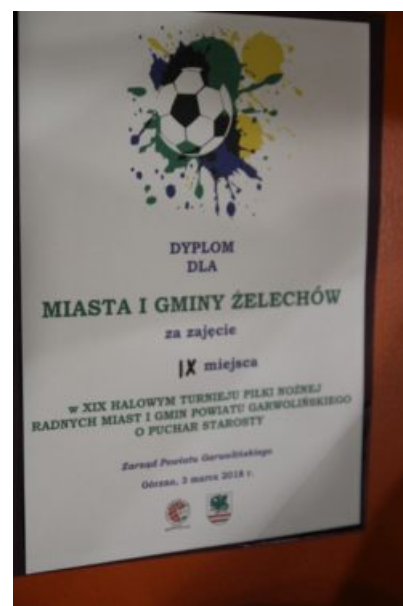 DYPLOM
DLA
MIASTA I GMINY ŻELECHÓW
za zajęcie
IX miejsca
w XIX HALOWYM TURNIEJU PIŁKI NOŻNEJ
RADNYCH MIAST I GMIN POWIATU GARWOLIŃSKIEGO
O PUCHAR STAROSTY
Zarząd Powiatu Garwolińskiego
Górzno, 3 marca 2018 r.